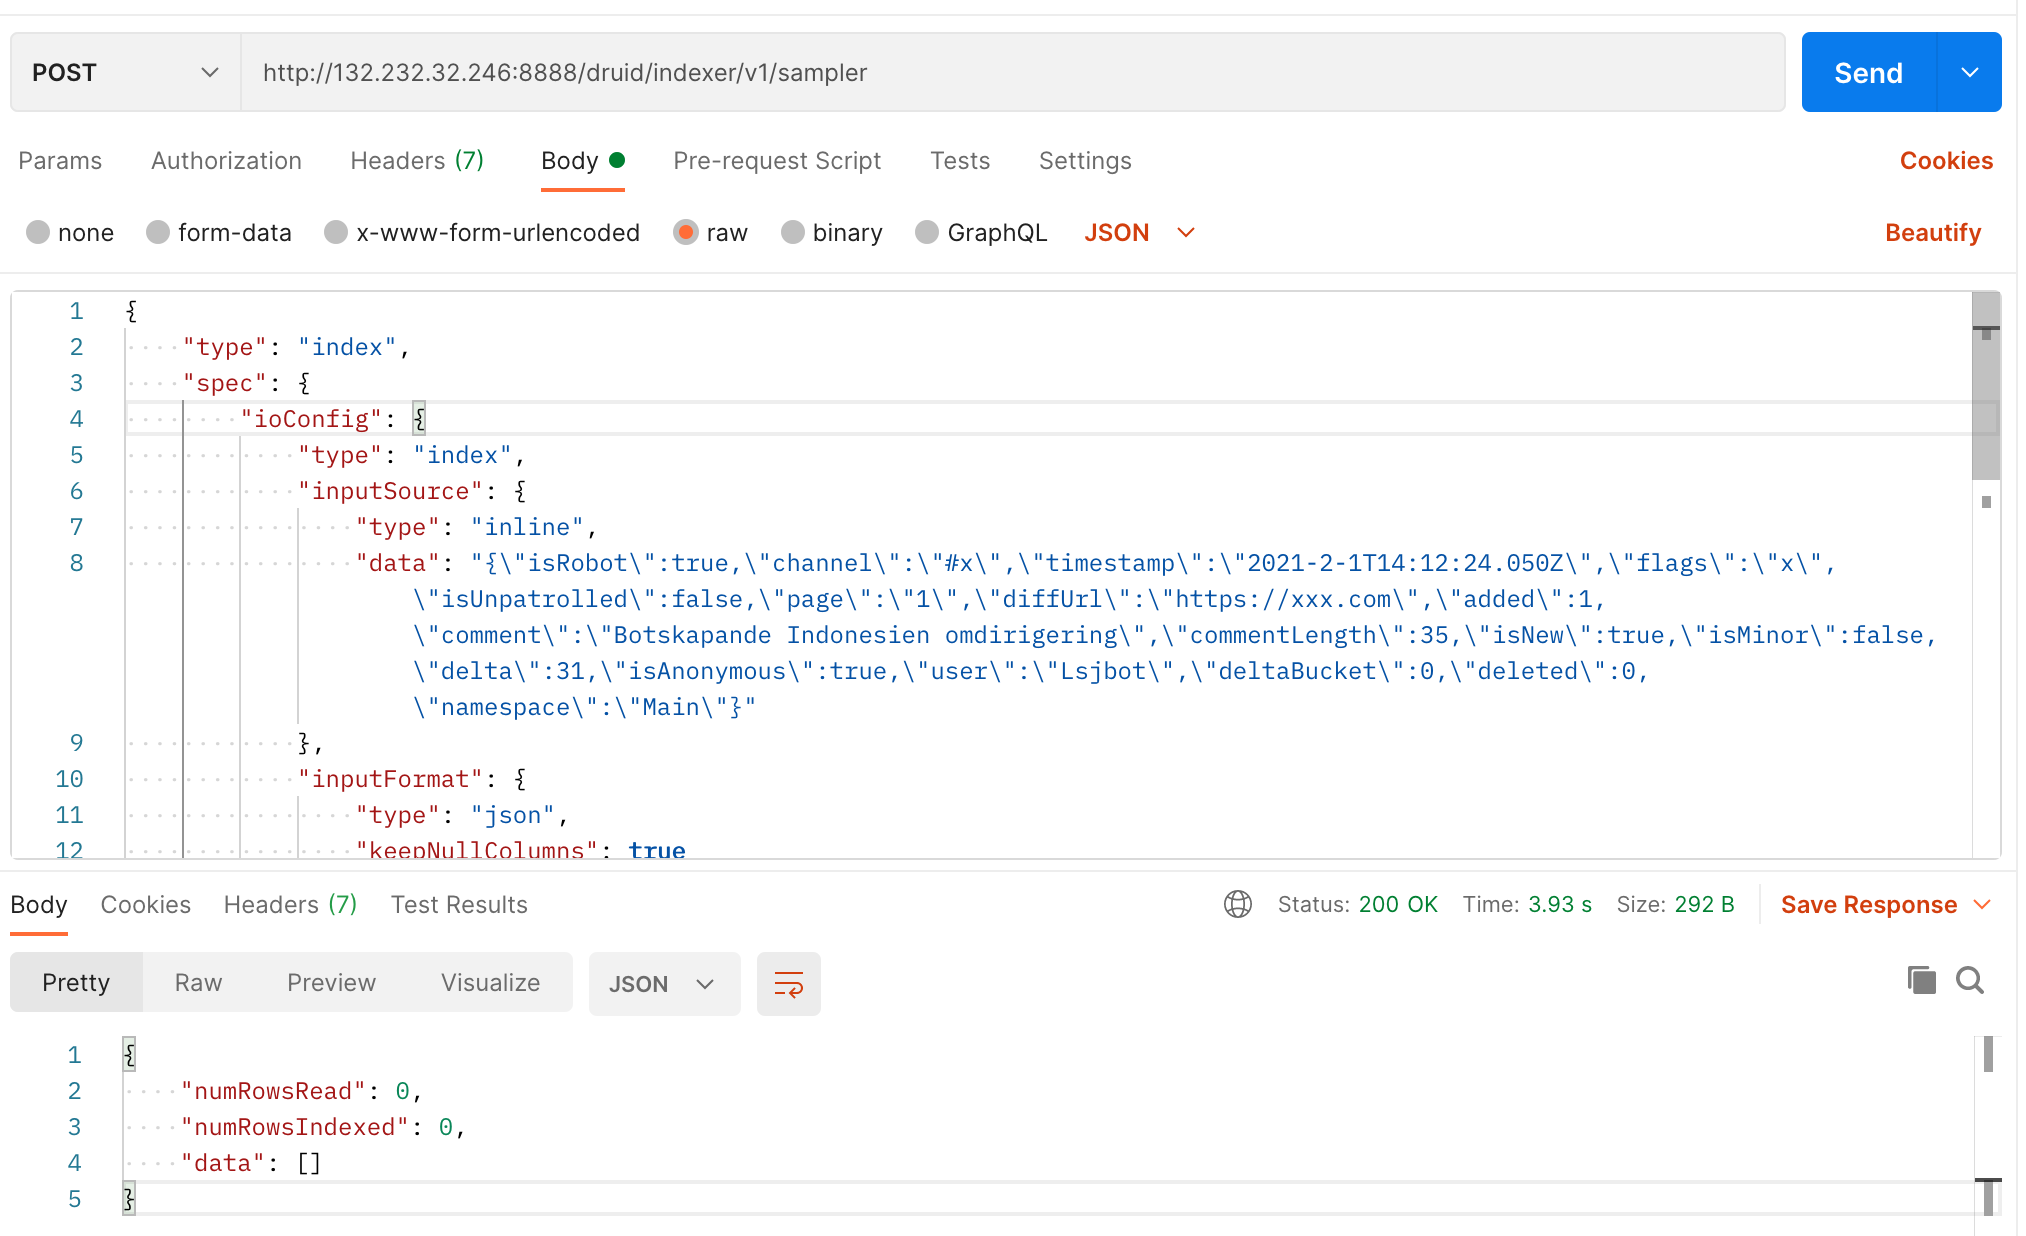 POST http://132.232.32.246:8888/druid/indexer/v1/sampler Send
Params Authorization Headers (7) Body Pre-request Script Tests Settings Cookies
none form-data x-www-form-urlencoded raw binary GraphQL JSON Beautify
1 {
2 "type": "index",
3 "spec": {
4 "ioConfig": {
5 "type": "index",
6 "inputSource": {
7 "type": "inline",
8 "data": "{\"isRobot\":true,\"channel\":\"#x\",\"timestamp\":\"2021-2-1T14:12:24.050Z\",\"flags\":\"x\",
\"isUnpatrolled\":false,\"page\":\"1\",\"diffUrl\":\"https://xxx.com\",\"added\":1,
\"comment\":\"Botskapande Indonesien omdirigering\",\"commentLength\":35,\"isNew\":true,\"isMinor\":false,
\"delta\":31,\"isAnonymous\":true,\"user\":\"Lsjbot\",\"deltaBucket\":0,\"deleted\":0,
\"namespace\":\"Main\"}"
9 },
10 "inputFormat": {
11 "type": "json",
12 "keepNullColumns": true
Body Cookies Headers (7) Test Results Status: 200 OK Time: 3.93 s Size: 292 B Save Response
Pretty Raw Preview Visualize JSON
1 {
2 "numRowsRead": 0,
3 "numRowsIndexed": 0,
4 "data": []
5 }